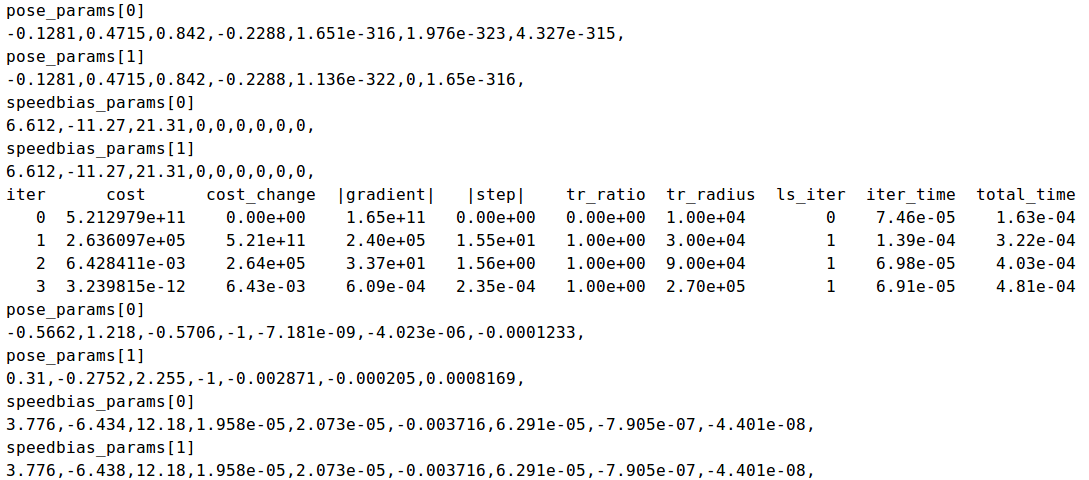 pose_params[0]
-0.1281,0.4715,0.842,-0.2288,1.651e-316,1.976e-323,4.327e-315,
pose_params[1]
-0.1281,0.4715,0.842,-0.2288,1.136e-322,0,1.65e-316,
speedbias_params[0]
6.612,-11.27,21.31,0,0,0,0,0,0,
speedbias_params[1]
6.612,-11.27,21.31,0,0,0,0,0,0,
iter      cost      cost_change  |gradient|   |step|    tr_ratio  tr_radius  ls_iter  iter_time  total_time
   0  5.212979e+11    0.00e+00    1.65e+11   0.00e+00   0.00e+00  1.00e+04        0    7.46e-05    1.63e-04
   1  2.636097e+05    5.21e+11    2.40e+05   1.55e+01   1.00e+00  3.00e+04        1    1.39e-04    3.22e-04
   2  6.428411e-03    2.64e+05    3.37e+01   1.56e+00   1.00e+00  9.00e+04        1    6.98e-05    4.03e-04
   3  3.239815e-12    6.43e-03    6.09e-04   2.35e-04   1.00e+00  2.70e+05        1    6.91e-05    4.81e-04
pose_params[0]
-0.5662,1.218,-0.5706,-1,-7.181e-09,-4.023e-06,-0.0001233,
pose_params[1]
0.31,-0.2752,2.255,-1,-0.002871,-0.000205,0.0008169,
speedbias_params[0]
3.776,-6.434,12.18,1.958e-05,2.073e-05,-0.003716,6.291e-05,-7.905e-07,-4.401e-08,
speedbias_params[1]
3.776,-6.438,12.18,1.958e-05,2.073e-05,-0.003716,6.291e-05,-7.905e-07,-4.401e-08,